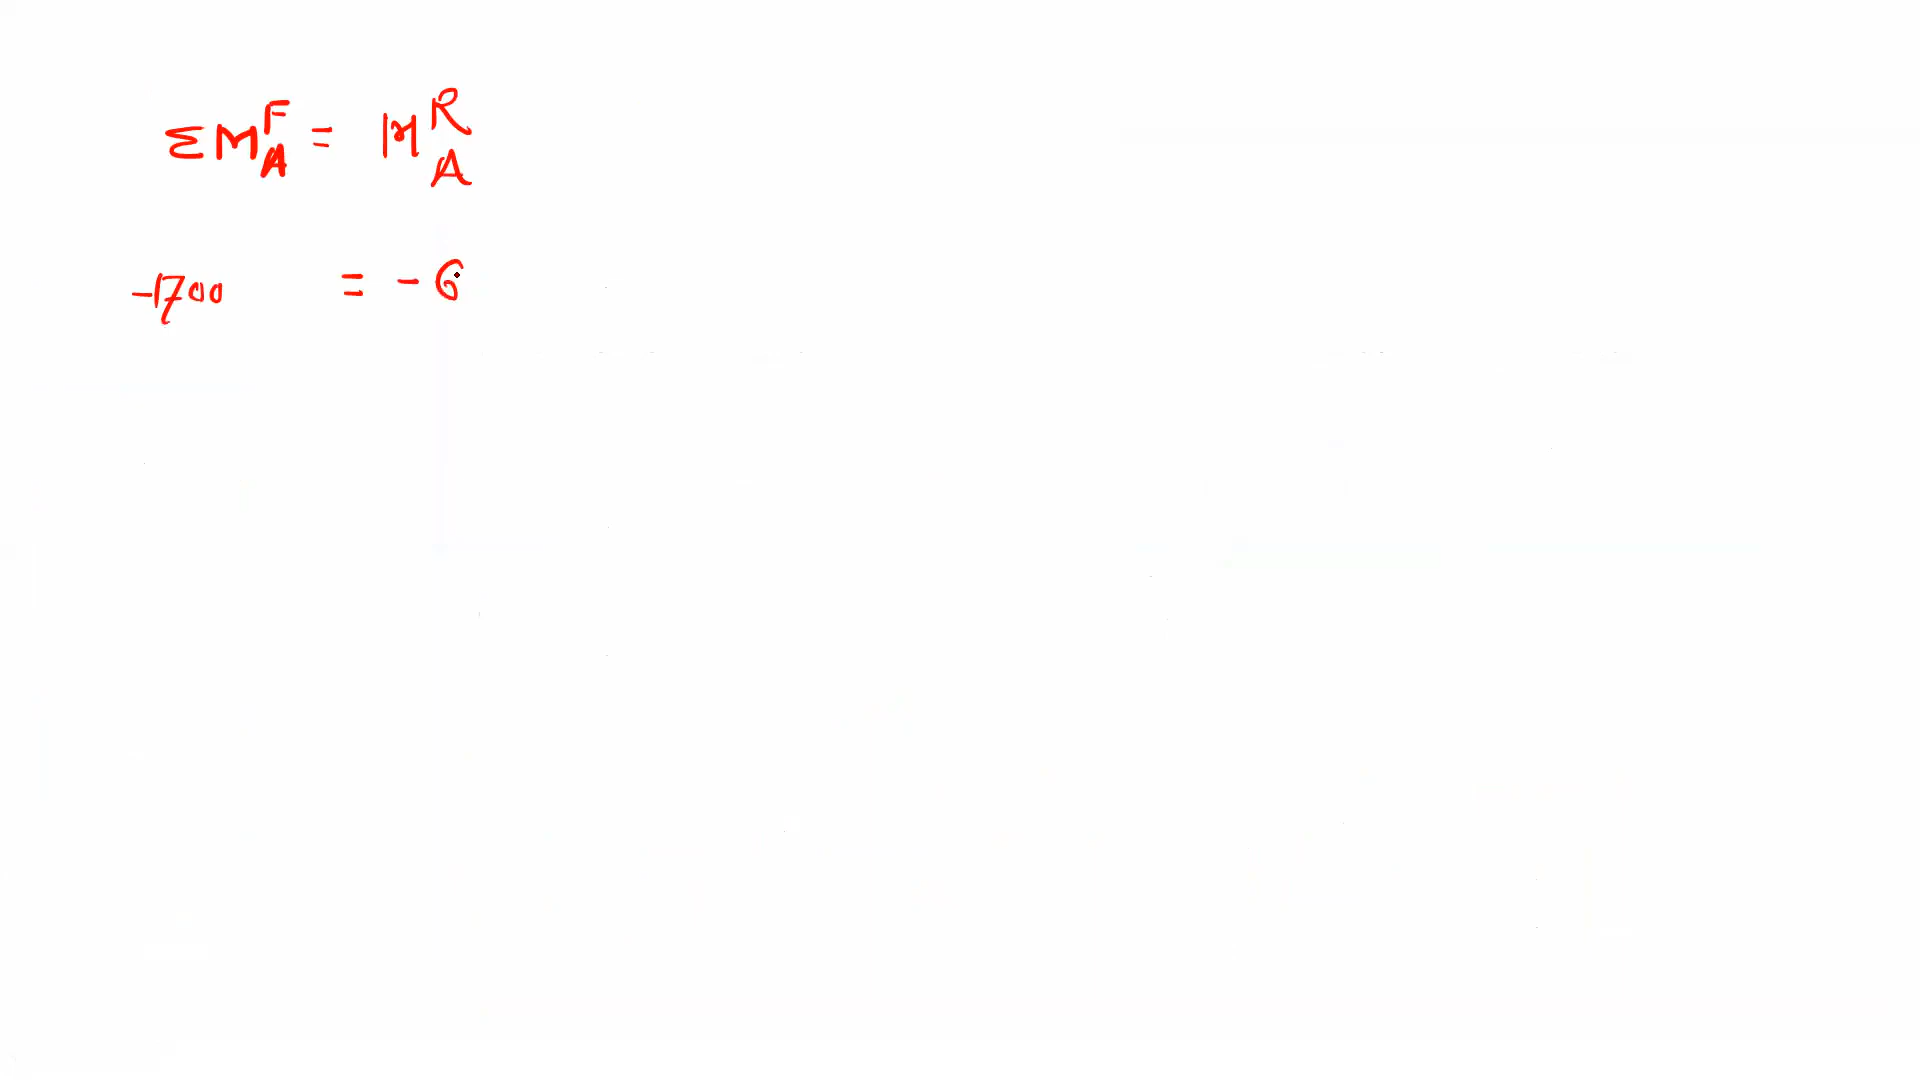 ΣM_A^F = M_A^R
-1700 = -6